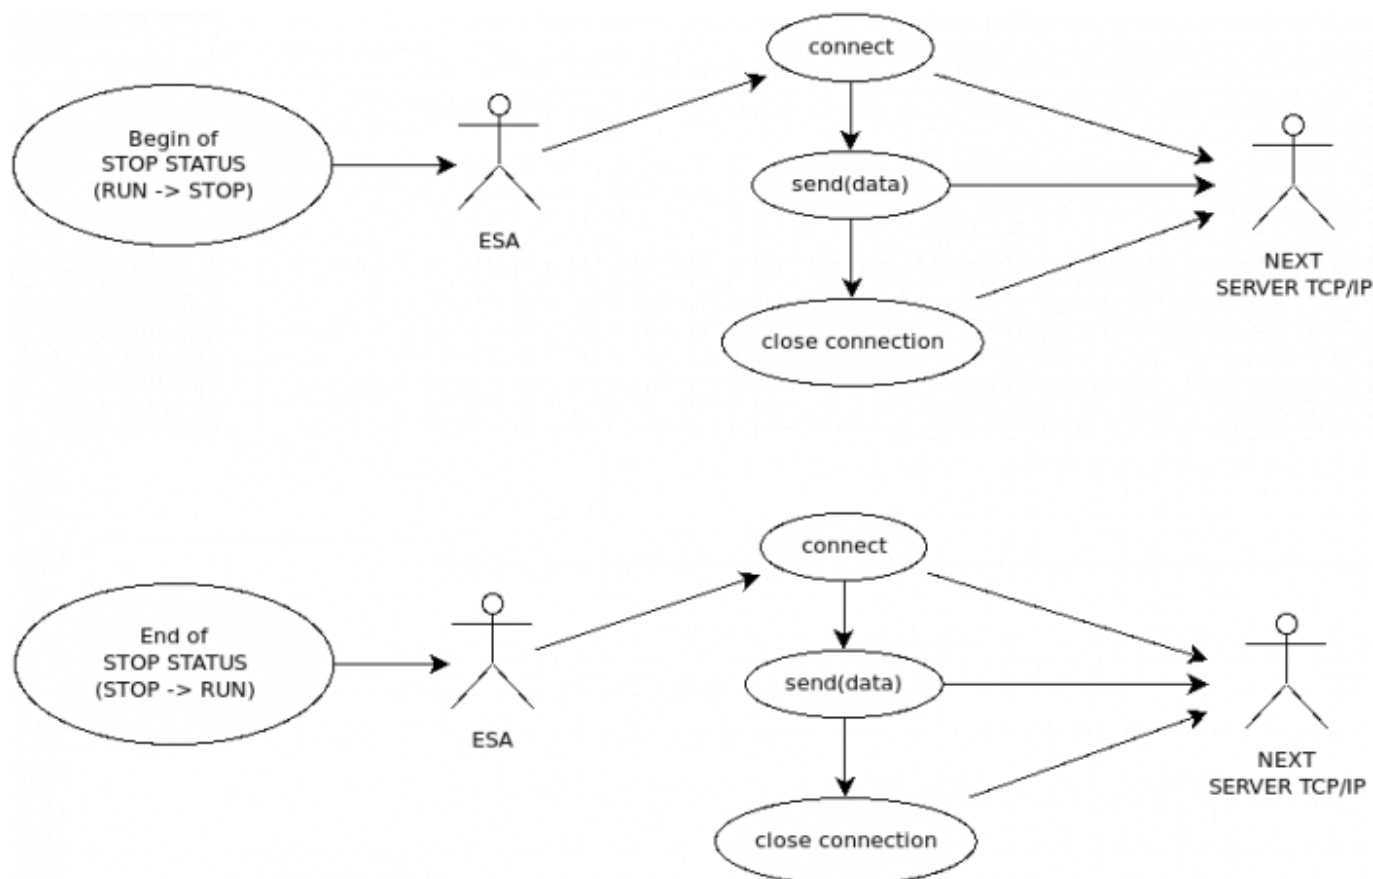 connect
Begin of
STOP STATUS
(RUN -> STOP)
send(data)
ESA
NEXT
SERVER TCP/IP
close connection
connect
End of
STOP STATUS
(STOP -> RUN)
send(data)
ESA
NEXT
SERVER TCP/IP
close connection